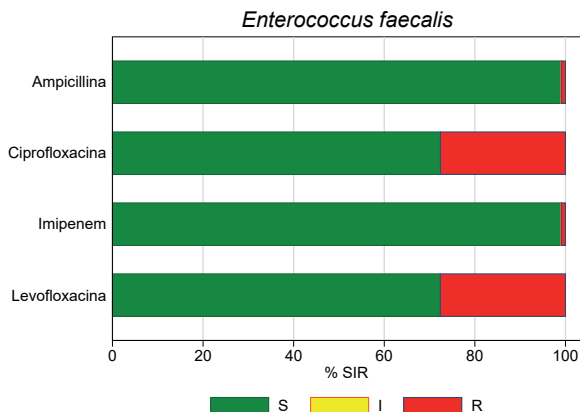 Enterococcus faecalis
Ampicillina
Ciprofloxacina
Imipenem
Levofloxacina
0 20 40 60 80 100
% SIR
S I R